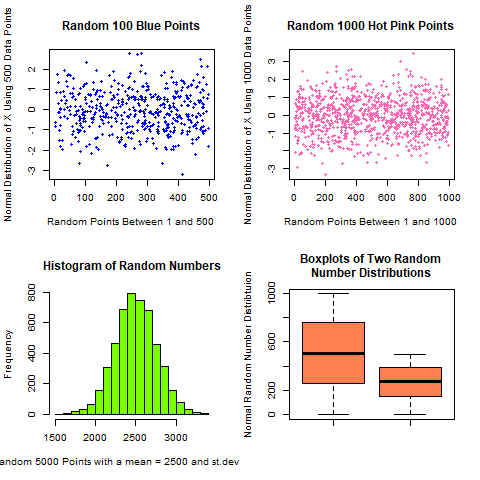 Random 100 Blue Points
Normal Distribution of X Using 500 Data Points
2
1
0
-1
-3
0 100 200 300 400 500
Random Points Between 1 and 500
Random 1000 Hot Pink Points
Normal Distribution of X Using 1000 Data Points
3
2
1
0
-1
-3
0 200 400 600 800 1000
Random Points Between 1 and 1000
Histogram of Random Numbers
Frequency
800
600
400
200
0
1500 2000 2500 3000
andom 5000 Points with a mean = 2500 and st.dev
Boxplots of Two Random
Number Distributions
Normal Random Number Distribtuion
1000
600
200
0